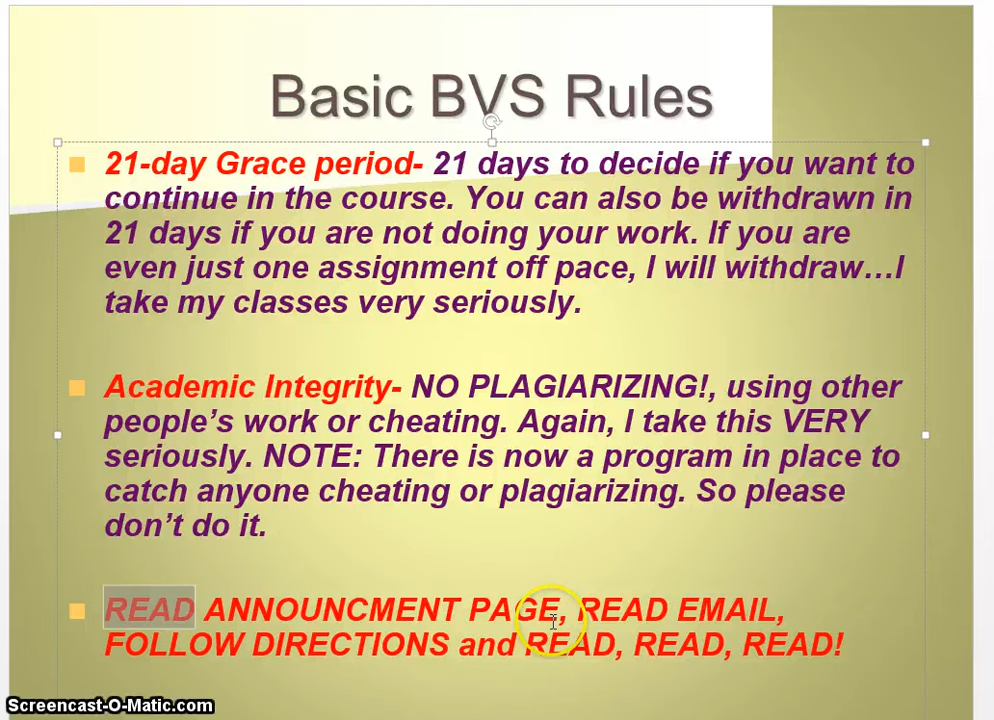 Basic BVS Rules
21-day Grace period- 21 days to decide if you want to
continue in the course. You can also be withdrawn in
21 days if you are not doing your work. If you are
even just one assignment off pace, I will withdraw…I
take my classes very seriously.
Academic Integrity- NO PLAGIARIZING!, using other
people’s work or cheating. Again, I take this VERY
seriously. NOTE: There is now a program in place to
catch anyone cheating or plagiarizing. So please
don’t do it.
READ ANNOUNCMENT PAGE, READ EMAIL,
FOLLOW DIRECTIONS and READ, READ, READ!
Screencast-O-Matic.com